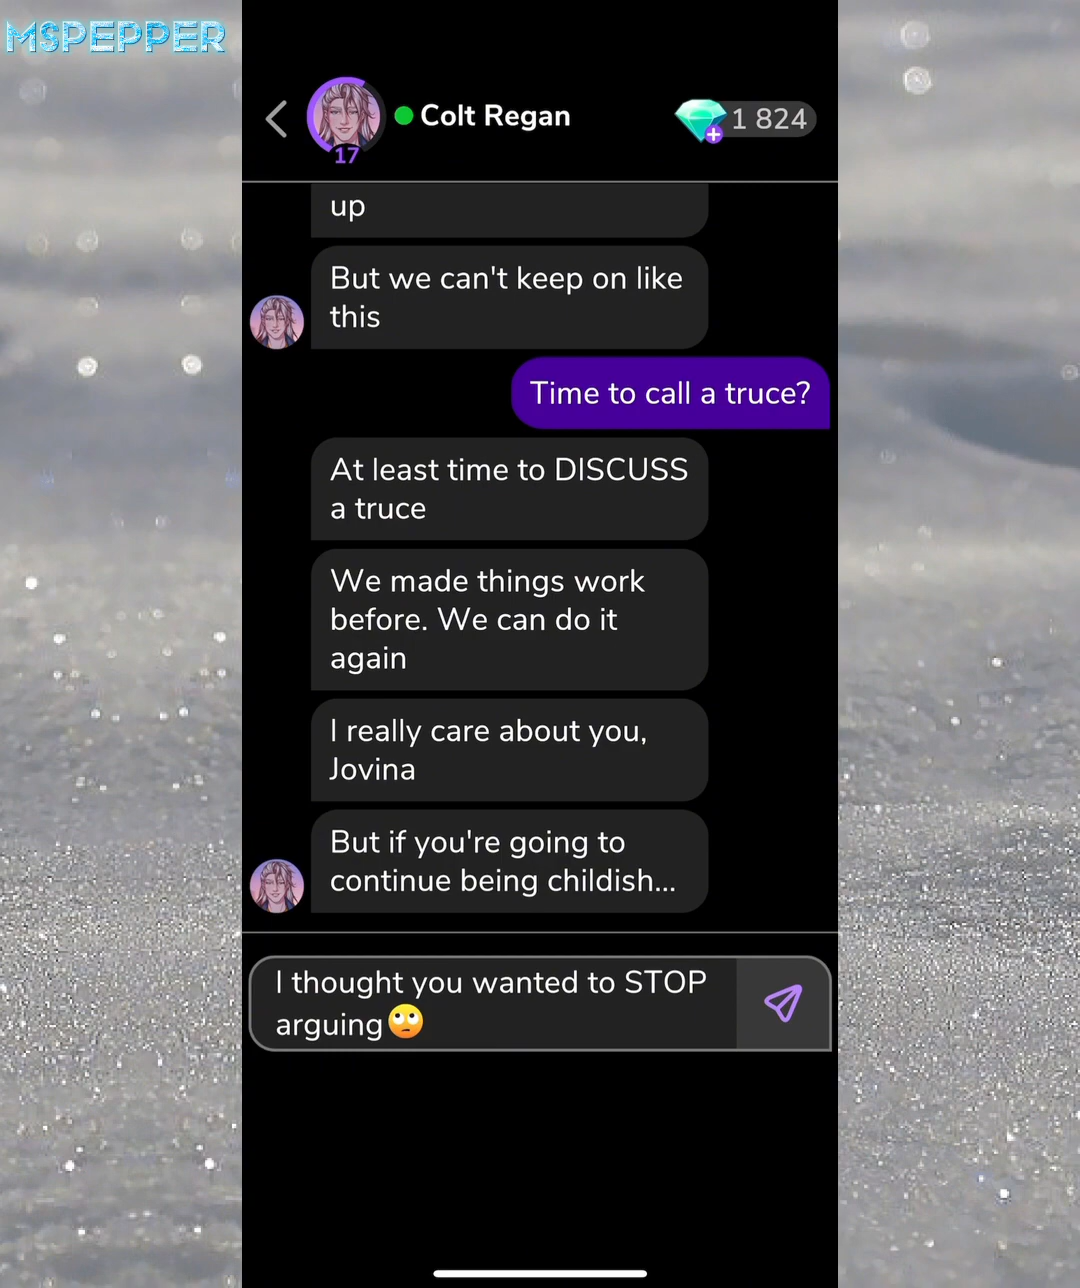 MSPEPPER
Colt Regan
1 824
17
up
But we can't keep on like
this
Time to call a truce?
At least time to DISCUSS
a truce
We made things work
before. We can do it
again
I really care about you,
Jovina
But if you're going to
continue being childish...
I thought you wanted to STOP
arguing🙄